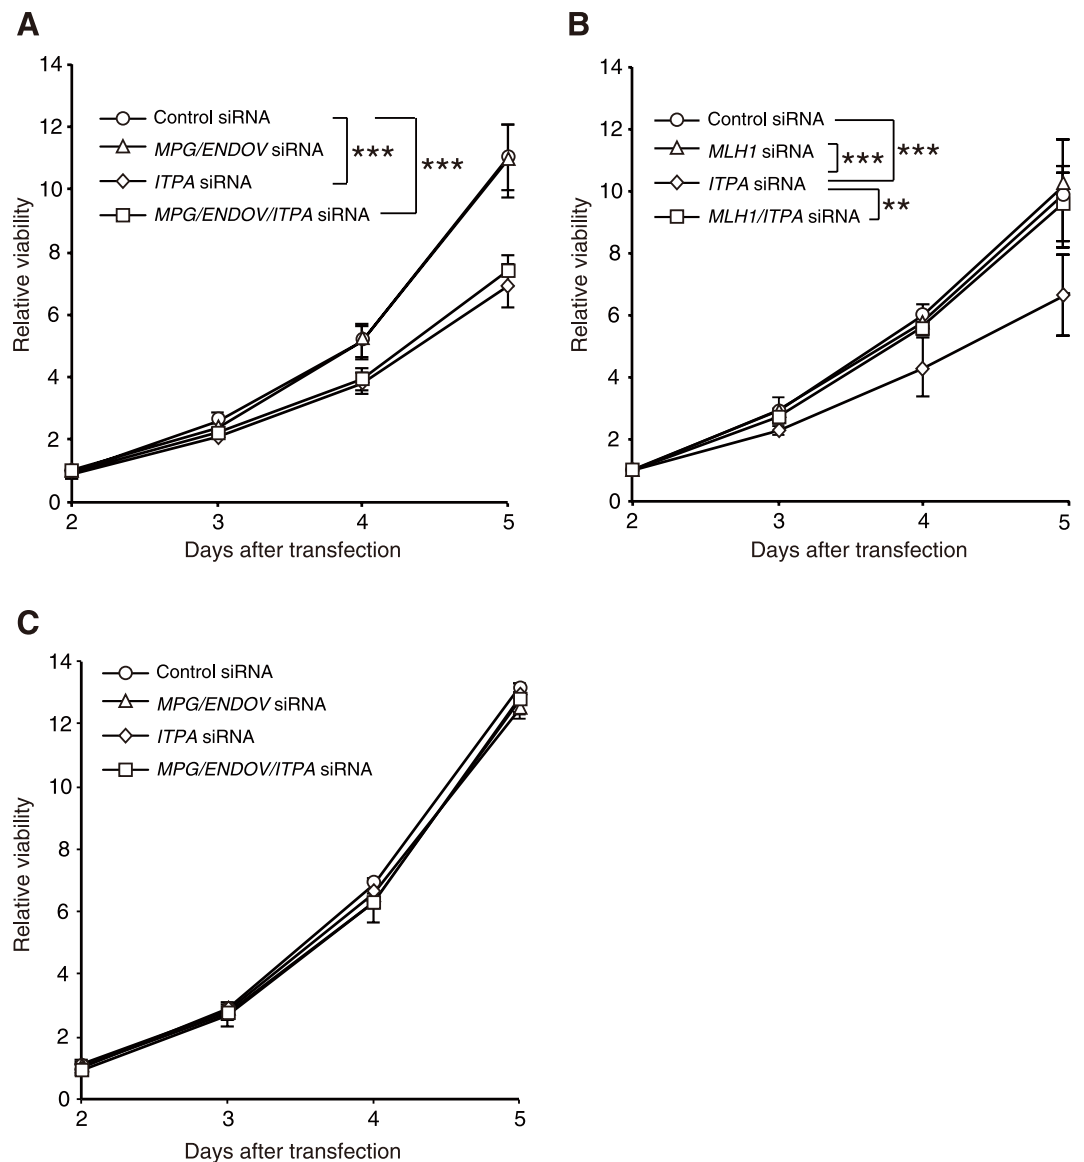 A
14
12
10
8
6
4
2
0
Relative viability
Control siRNA
MPG/ENDOV siRNA
ITPA siRNA
MPG/ENDOV/ITPA siRNA
***
***
2 3 4 5
Days after transfection
B
14
12
10
8
6
4
2
0
Relative viability
Control siRNA
MLH1 siRNA
ITPA siRNA
MLH1/ITPA siRNA
***
***
**
2 3 4 5
Days after transfection
C
14
12
10
8
6
4
2
0
Relative viability
Control siRNA
MPG/ENDOV siRNA
ITPA siRNA
MPG/ENDOV/ITPA siRNA
2 3 4 5
Days after transfection